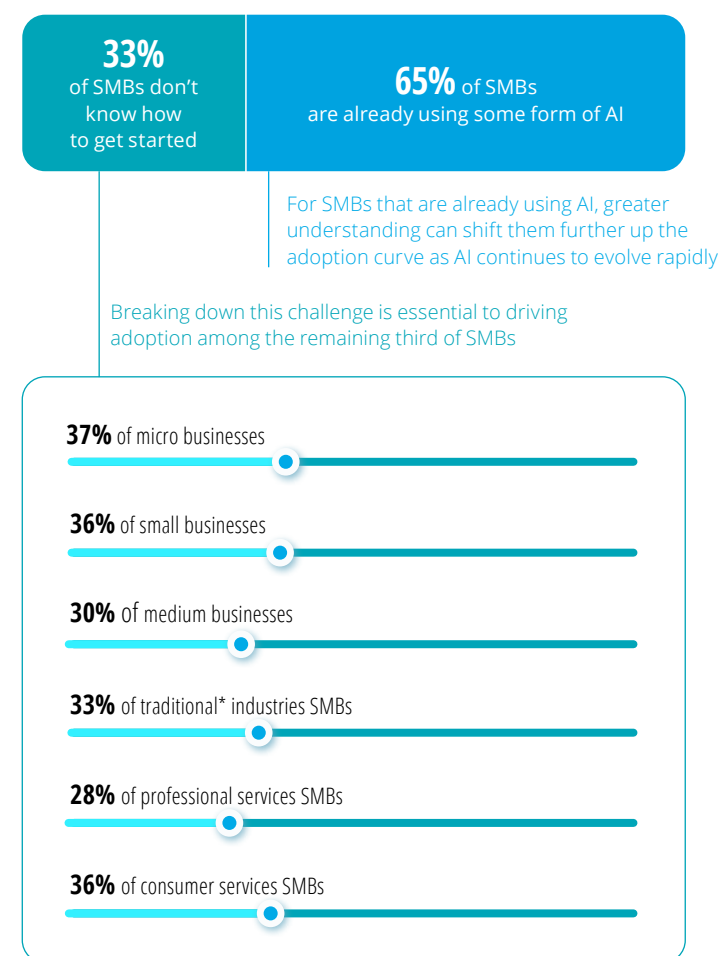 33%
of SMBs don’t
know how
to get started
65% of SMBs
are already using some form of AI
For SMBs that are already using AI, greater
understanding can shift them further up the
adoption curve as AI continues to evolve rapidly
Breaking down this challenge is essential to driving
adoption among the remaining third of SMBs
37% of micro businesses
36% of small businesses
30% of medium businesses
33% of traditional* industries SMBs
28% of professional services SMBs
36% of consumer services SMBs